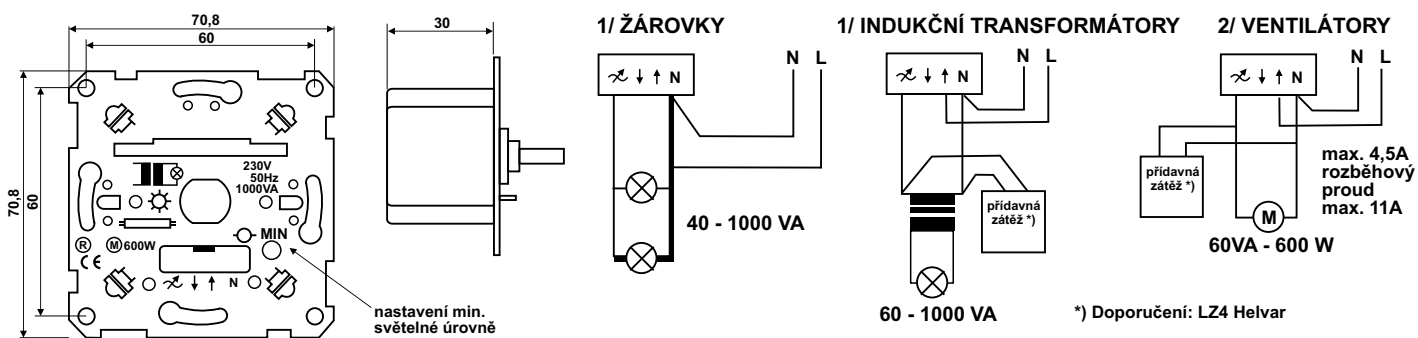 70,8
60
70,8
60
230V
50Hz
1000VA
R
M 600W
MIN
CE
N
nastavení min.
světelné úrovně
30
1/ ŽÁROVKY
N L
N
40 - 1000 VA
1/ INDUKČNÍ TRANSFORMÁTORY
N L
N
přídavná
zátěž *)
60 - 1000 VA
2/ VENTILÁTORY
N L
N
přídavná
zátěž *)
M
max. 4,5A
rozběhový
proud
max. 11A
60VA - 600 W
*) Doporučení: LZ4 Helvar